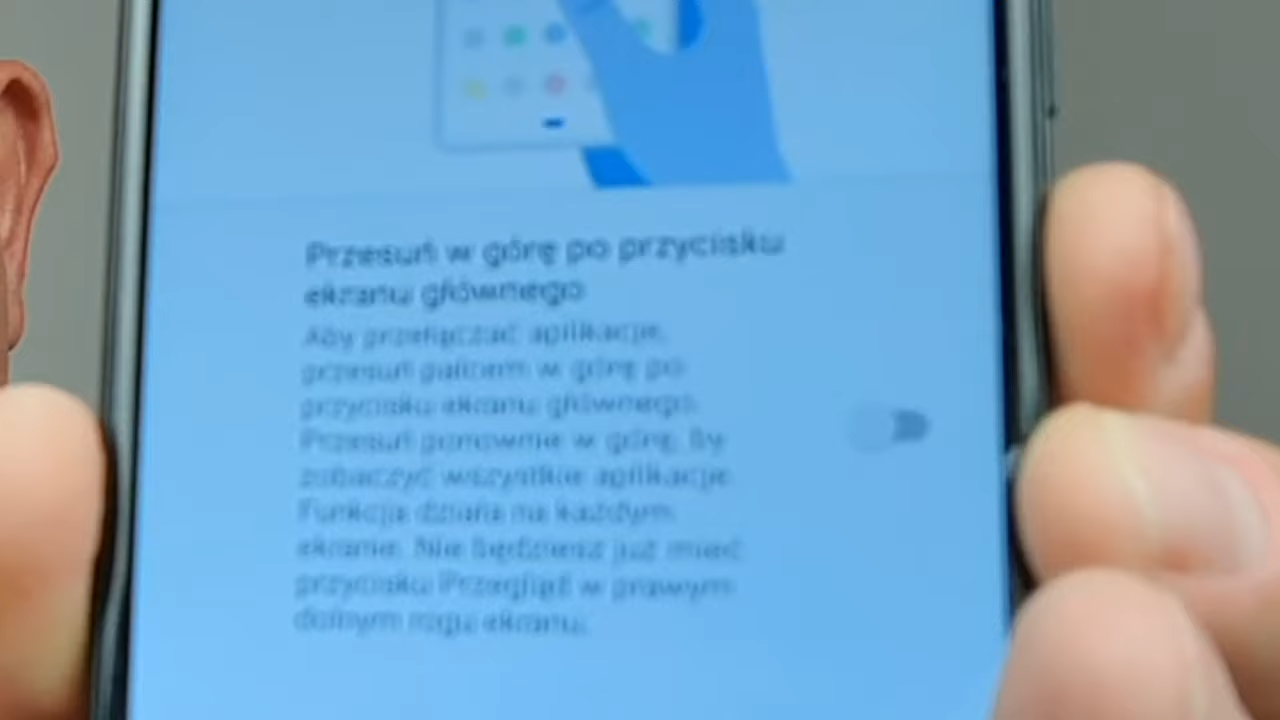 Przesuń w górę po przycisku
ekranu głównego
Aby przełączać aplikacje,
przesuń palcem w górę po
przycisku ekranu głównego.
Przesuń ponownie w górę, by
zobaczyć wszystkie aplikacje.
Funkcja działa na każdym
ekranie. Nie będziesz już mieć
przycisku Przegląd w prawym
dolnym rogu ekranu.